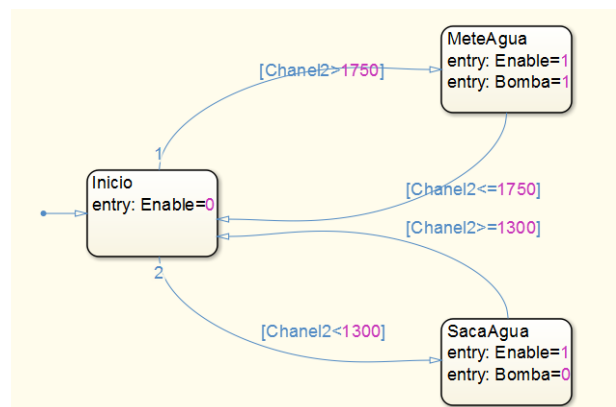 MeteAgua
entry: Enable=1
entry: Bomba=1
[Chanel2>1750]
1
Inicio
entry: Enable=0
[Chanel2<=1750]
[Chanel2>=1300]
2
[Chanel2<1300]
SacaAgua
entry: Enable=1
entry: Bomba=0